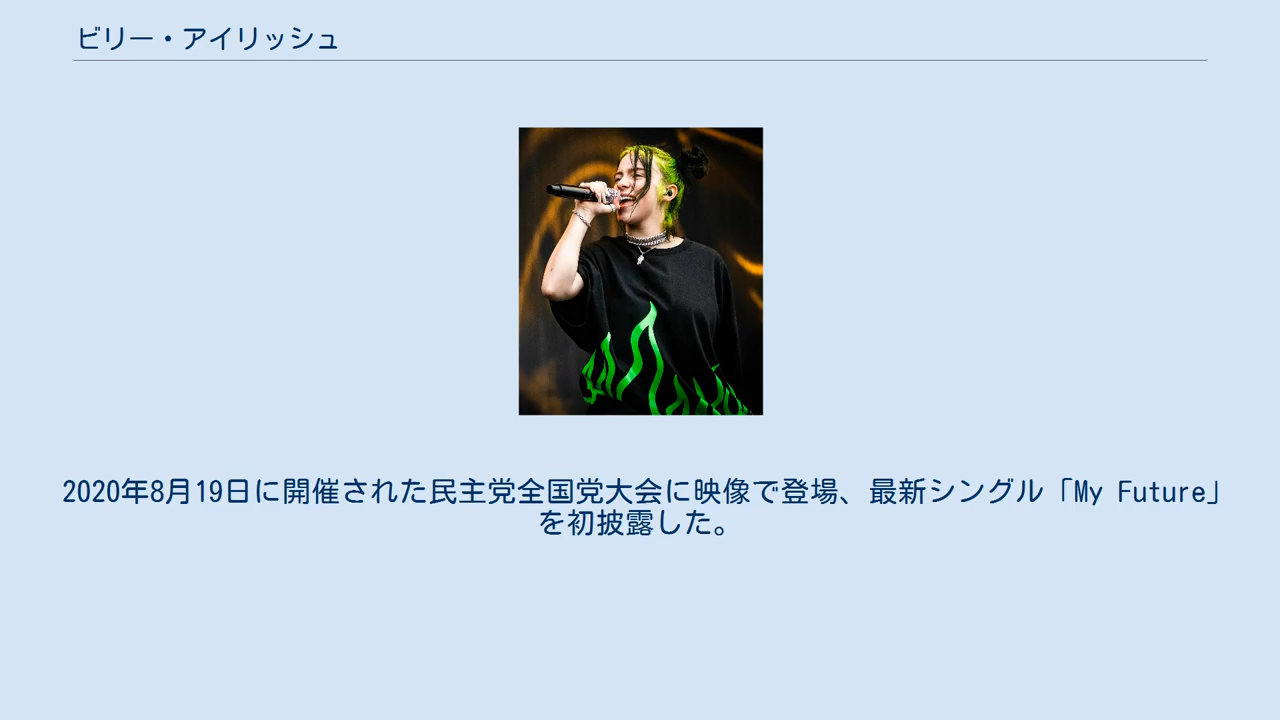 ビリー・アイリッシュ
2020年8月19日に開催された民主党全国党大会に映像で登場、最新シングル「My Future」
を初披露した。